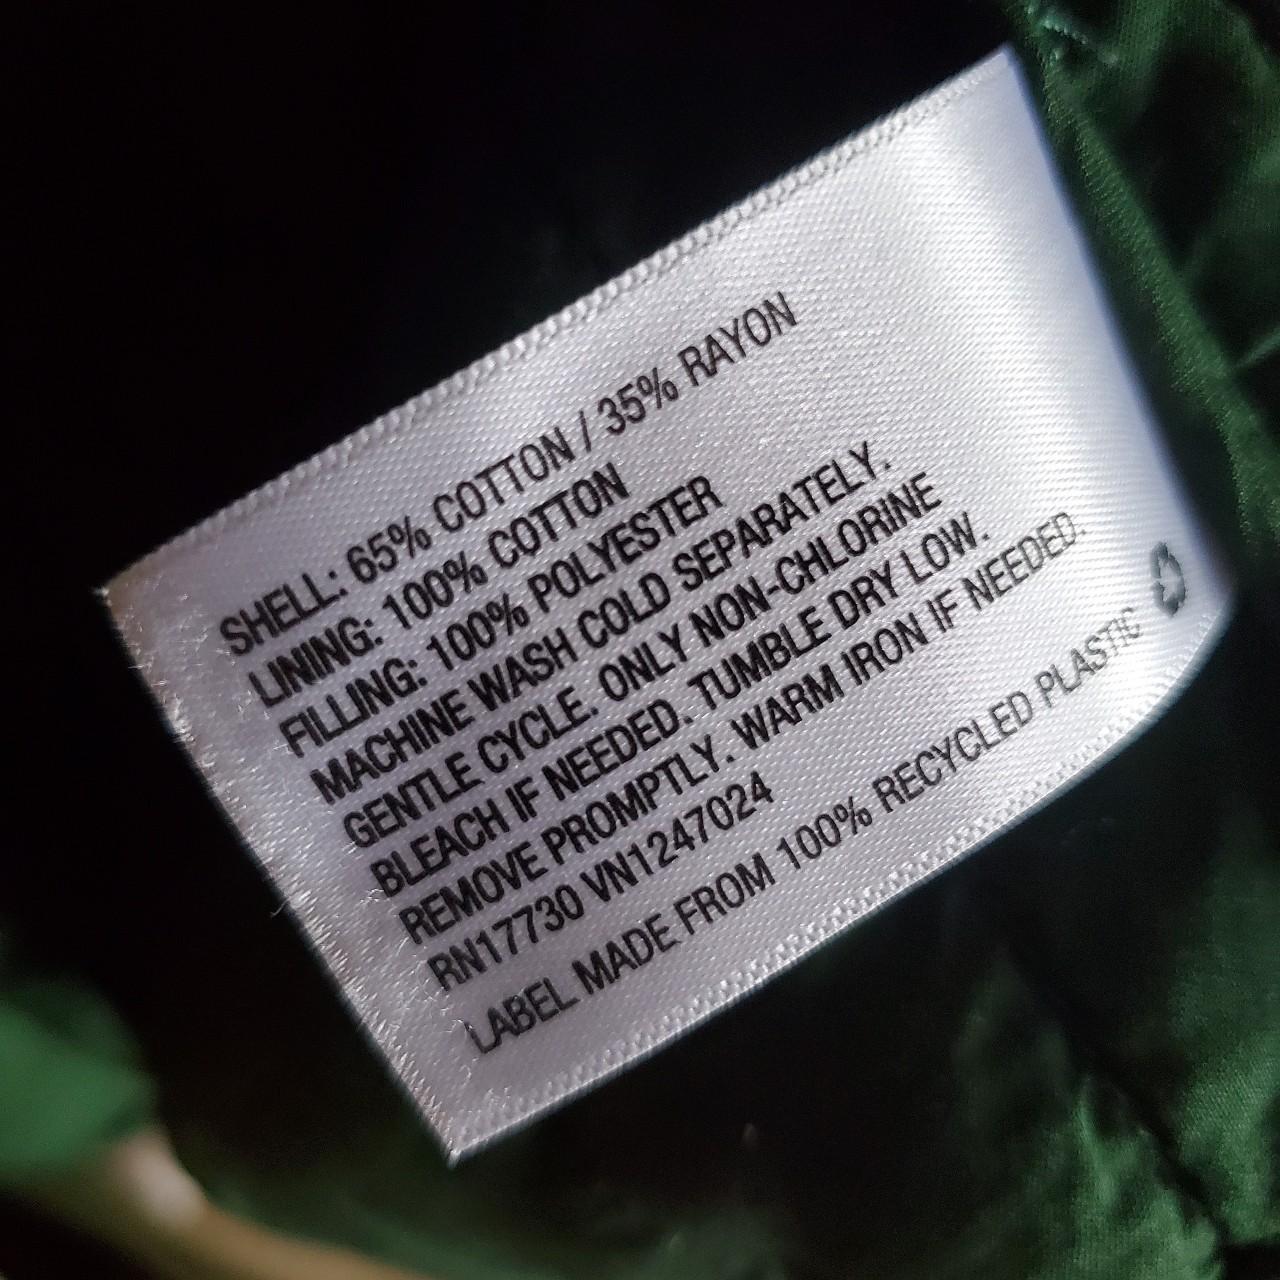 SHELL: 65% COTTON / 35% RAYON
LINING: 100% COTTON
FILLING: 100% POLYESTER
MACHINE WASH COLD SEPARATELY.
GENTLE CYCLE. ONLY NON-CHLORINE
BLEACH IF NEEDED. TUMBLE DRY LOW.
REMOVE PROMPTLY. WARM IRON IF NEEDED.
RN17730 VN1247024
LABEL MADE FROM 100% RECYCLED PLASTIC